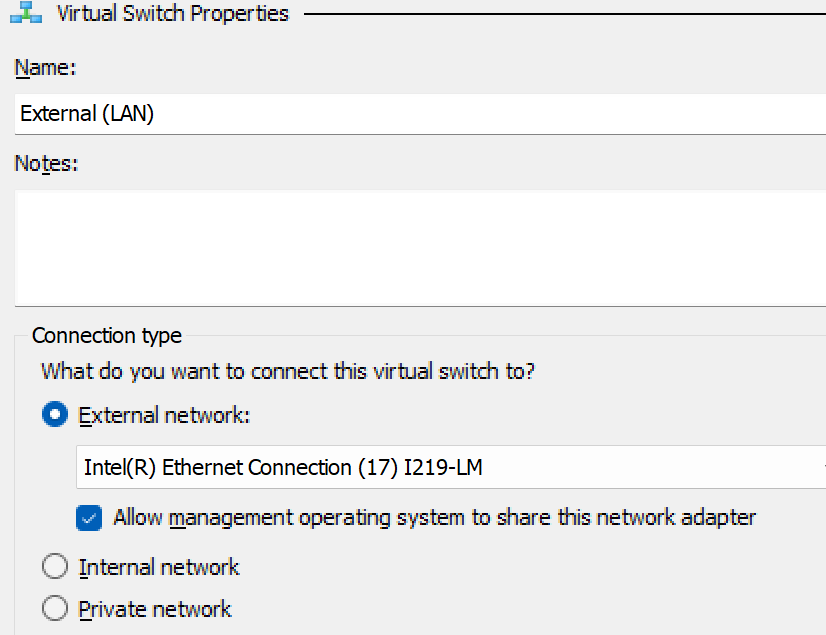 Virtual Switch Properties
Name:
External (LAN)
Notes:
Connection type
What do you want to connect this virtual switch to?
External network:
Intel(R) Ethernet Connection (17) I219-LM
Allow management operating system to share this network adapter
Internal network
Private network